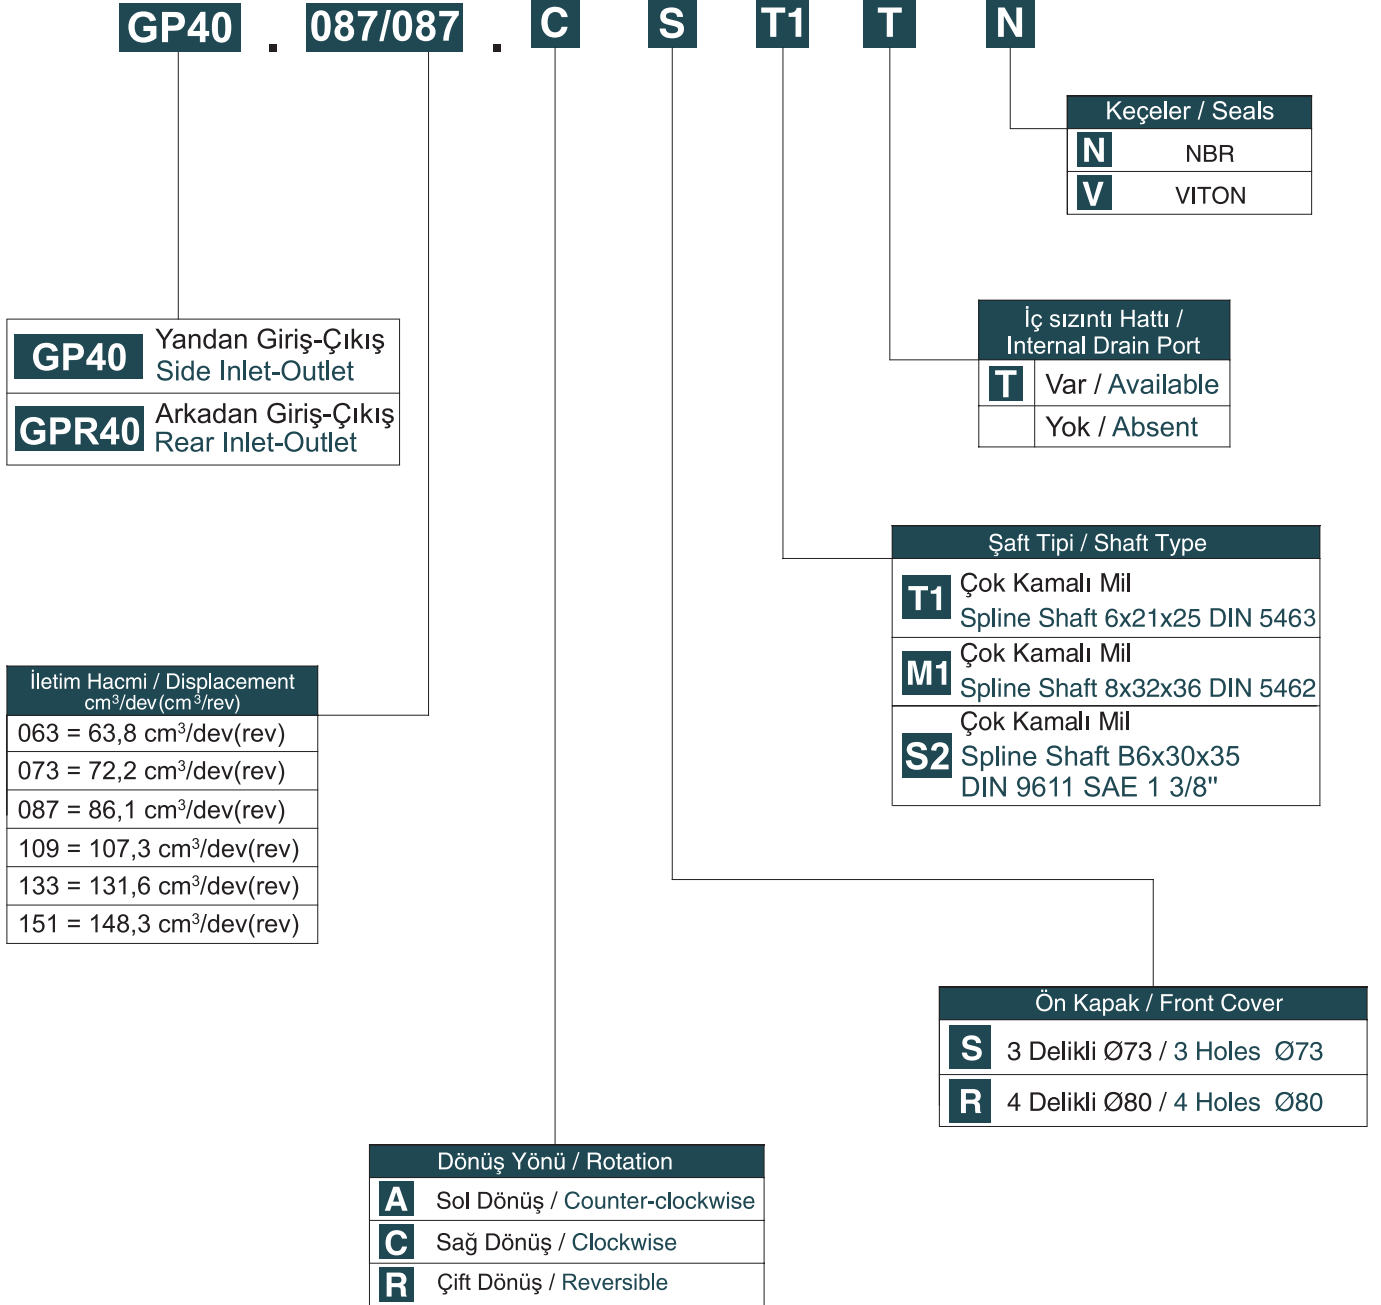 GP40 . 087/087 . C S T1 T N
Keçeler / Seals
N NBR
V VITON
İç sızıntı Hattı /
Internal Drain Port
T Var / Available
Yok / Absent
GP40 Yandan Giriş-Çıkış
Side Inlet-Outlet
GPR40 Arkadan Giriş-Çıkış
Rear Inlet-Outlet
Şaft Tipi / Shaft Type
T1 Çok Kamalı Mil
Spline Shaft 6x21x25 DIN 5463
M1 Çok Kamalı Mil
Spline Shaft 8x32x36 DIN 5462
S2 Çok Kamalı Mil
Spline Shaft B6x30x35
DIN 9611 SAE 1 3/8"
İletim Hacmi / Displacement
cm³/dev(cm³/rev)
063 = 63,8 cm³/dev(rev)
073 = 72,2 cm³/dev(rev)
087 = 86,1 cm³/dev(rev)
109 = 107,3 cm³/dev(rev)
133 = 131,6 cm³/dev(rev)
151 = 148,3 cm³/dev(rev)
Ön Kapak / Front Cover
S 3 Delikli Ø73 / 3 Holes Ø73
R 4 Delikli Ø80 / 4 Holes Ø80
Dönüş Yönü / Rotation
A Sol Dönüş / Counter-clockwise
C Sağ Dönüş / Clockwise
R Çift Dönüş / Reversible